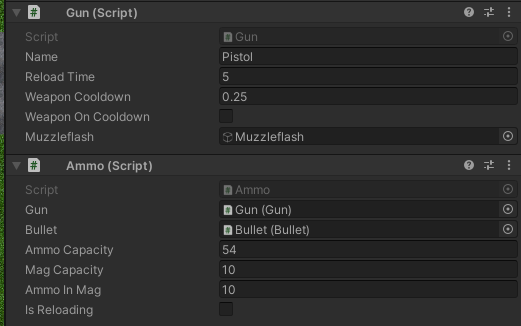 Gun (Script)
Script Gun
Name Pistol
Reload Time 5
Weapon Cooldown 0.25
Weapon On Cooldown
Muzzleflash Muzzleflash
Ammo (Script)
Script Ammo
Gun Gun (Gun)
Bullet Bullet (Bullet)
Ammo Capacity 54
Mag Capacity 10
Ammo In Mag 10
Is Reloading